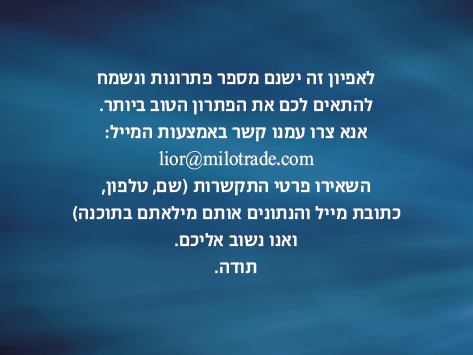 לאפיון זה ישנם מספר פתרונות ונשמח
להתאים לכם את הפתרון הטוב ביותר.
אנא צרו עמנו קשר באמצעות המייל:
lior@milotrade.com
השאירו פרטי התקשרות (שם, טלפון,
כתובת מייל והנתונים אותם מילאתם בתוכנה)
ואנו נשוב אליכם.
תודה.